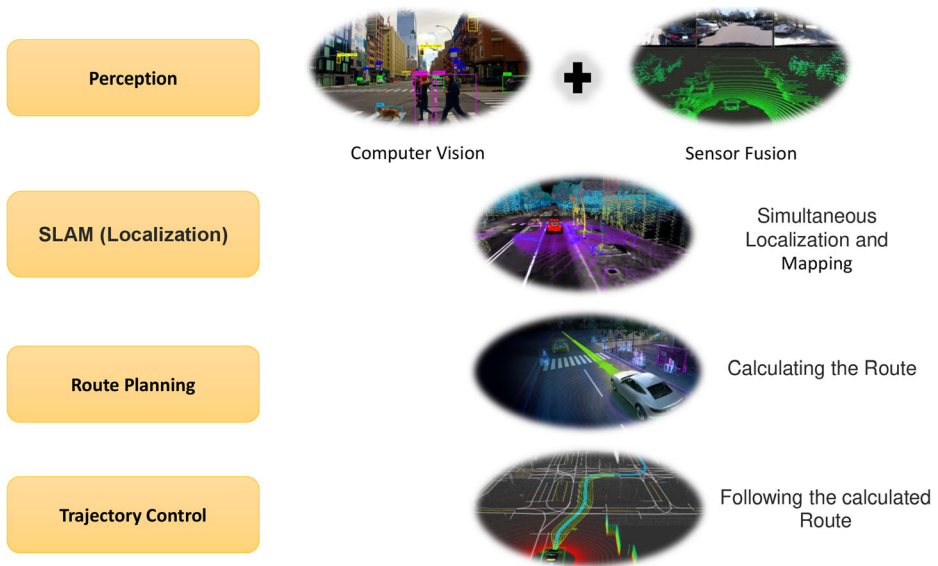 Perception
Computer Vision
Sensor Fusion
SLAM (Localization)
Simultaneous
Localization and
Mapping
Route Planning
Calculating the Route
Trajectory Control
Following the calculated
Route